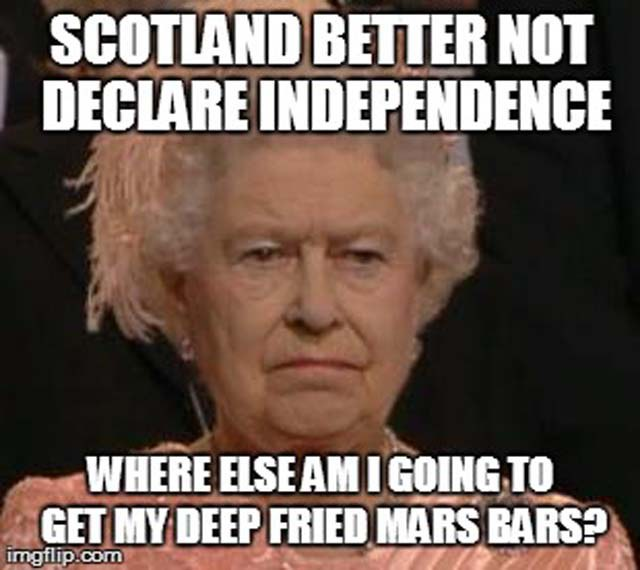 SCOTLAND BETTER NOT
DECLARE INDEPENDENCE
WHERE ELSE AM I GOING TO
GET MY DEEP FRIED MARS BARS?
imgflip.com